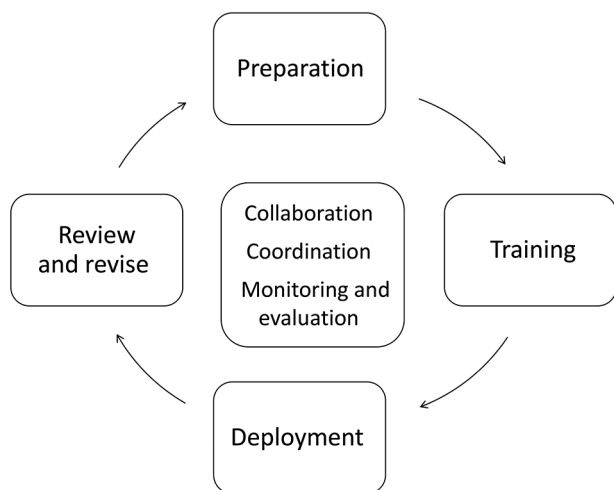 Preparation
Collaboration
Coordination
Monitoring and
evaluation
Training
Deployment
Review
and revise